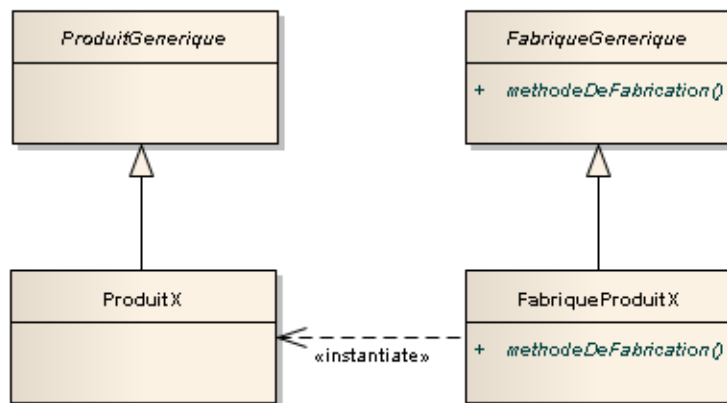 ProduitGenerique
FabriqueGenerique
+ methodeDeFabrication()
ProduitX
FabriqueProduitX
+ methodeDeFabrication()
«instantiate»